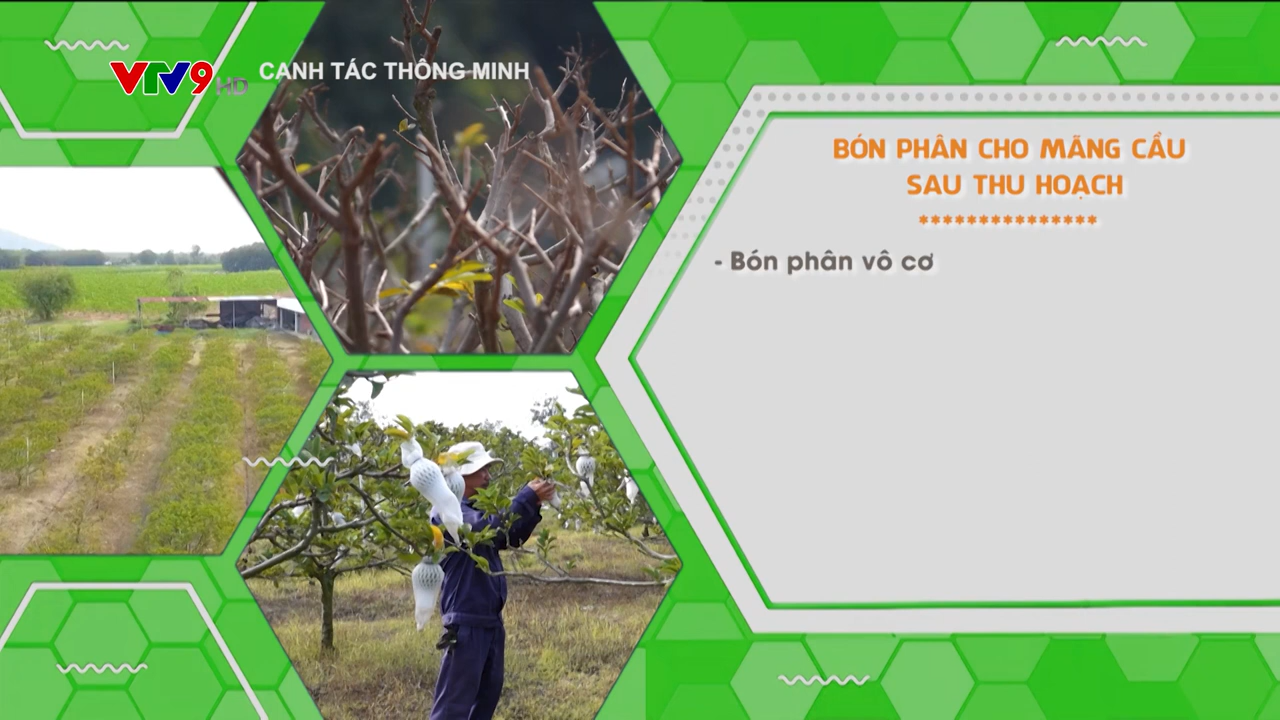 VTV9 HD
CANH TÁC THÔNG MINH
BÓN PHÂN CHO MÃNG CẦU
SAU THU HOẠCH
***************
- Bón phân vô cơ